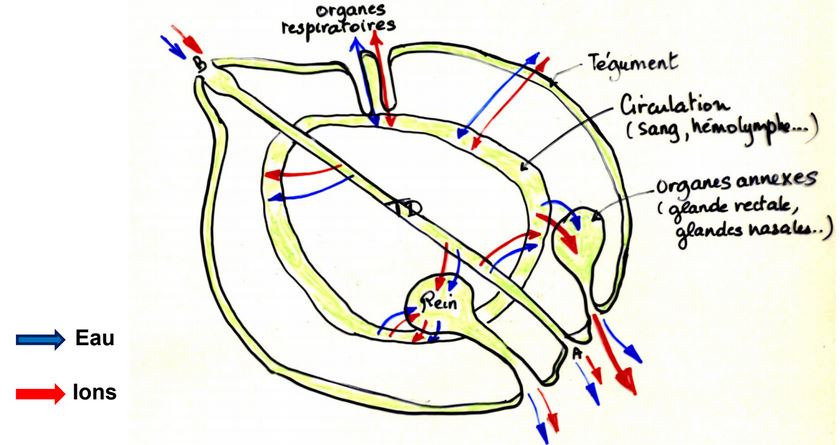 Organes
respiratoires
B
Tégument
Circulation
(sang, hémolymphe...)
Organes annexes
(glande rectale,
glandes nasales..)
TD
Rein
A
Eau
Ions